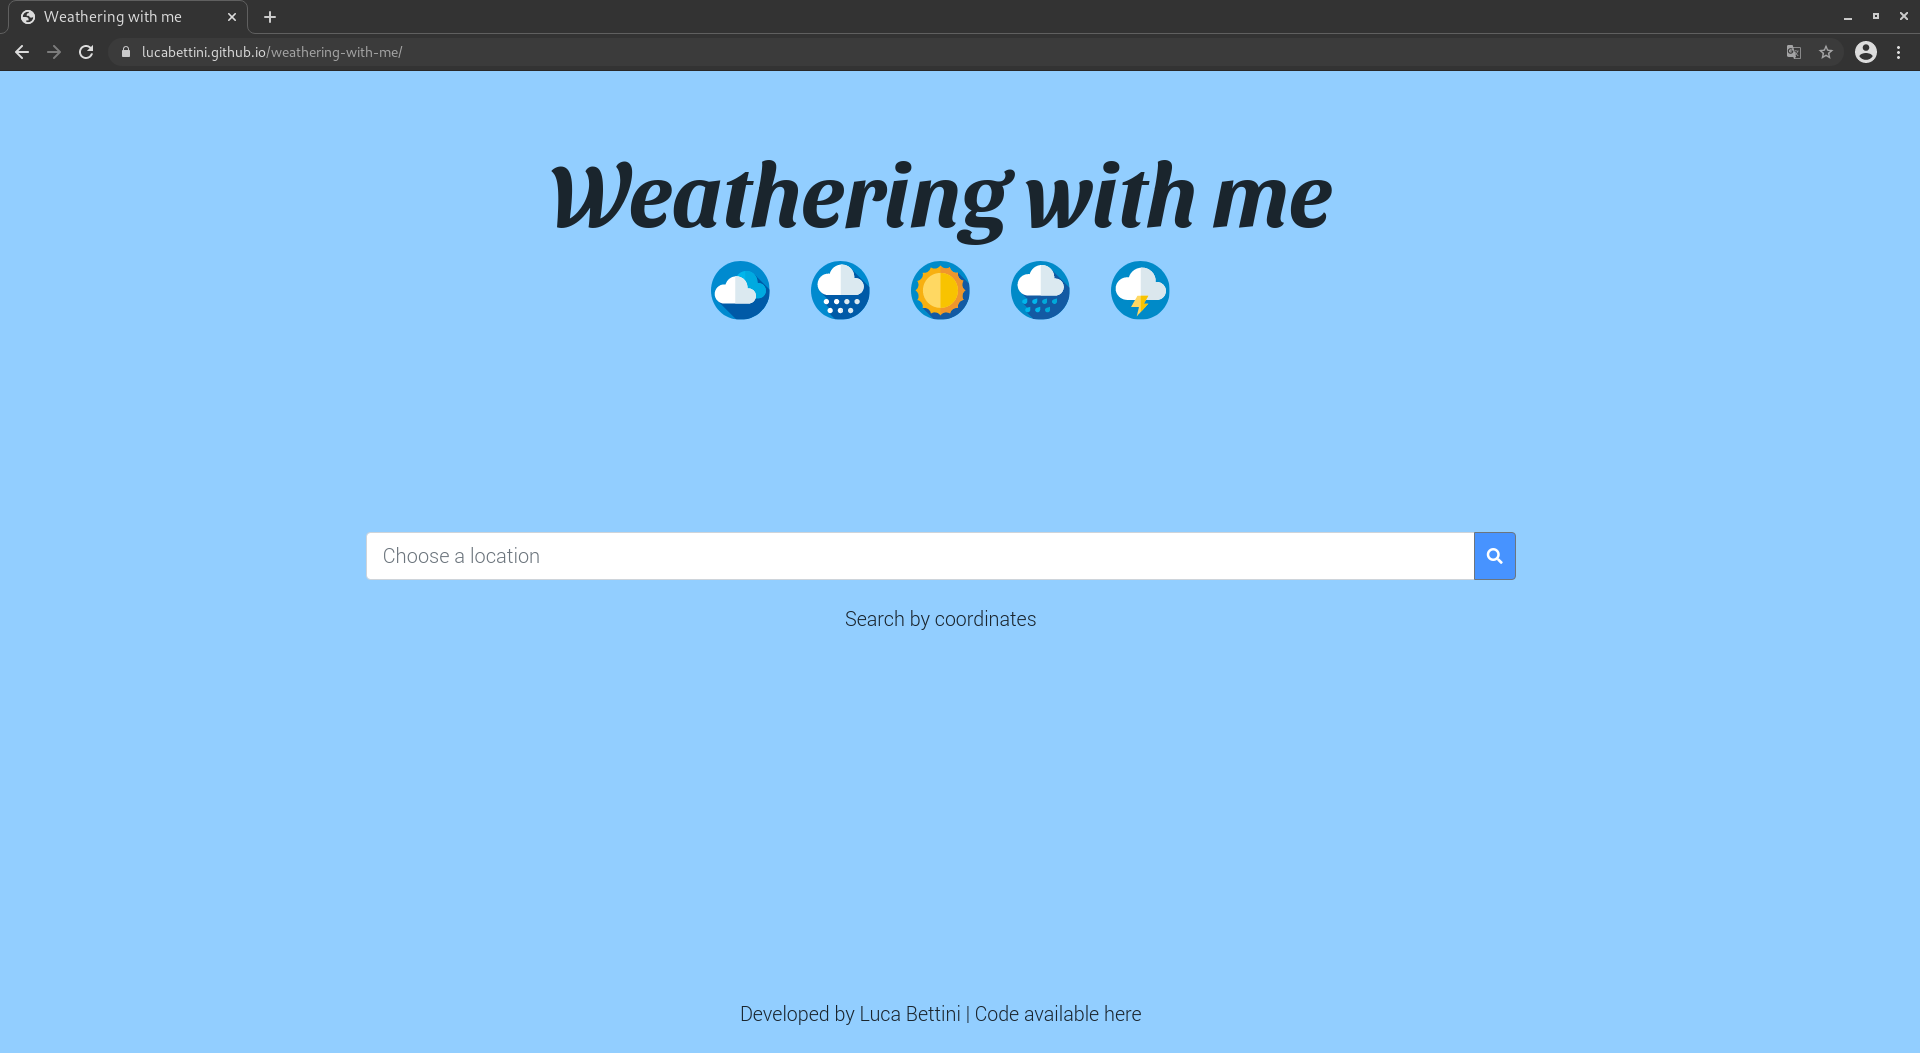 Weathering with me
lucabettini.github.io/weathering-with-me/
Weathering with me
Choose a location
Search by coordinates
Developed by Luca Bettini | Code available here